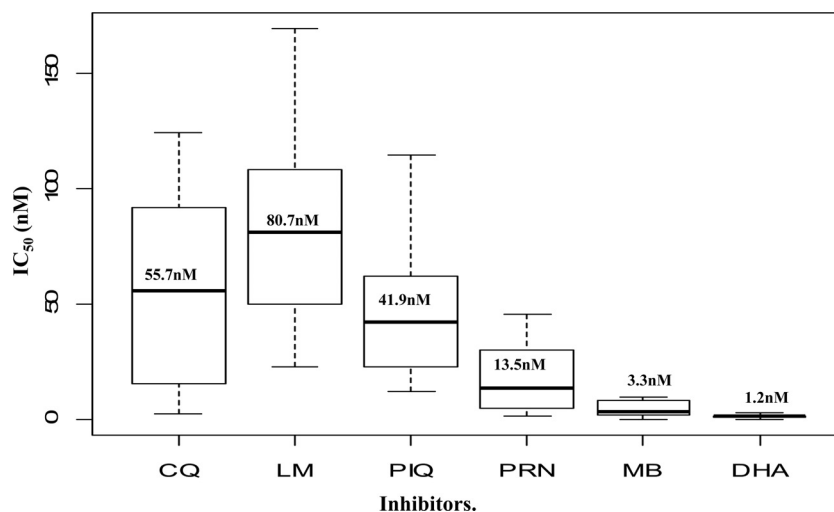 150
100
50
0
IC50 (nM)
55.7nM
80.7nM
41.9nM
13.5nM
3.3nM
1.2nM
CQ LM PIQ PRN MB DHA
Inhibitors.